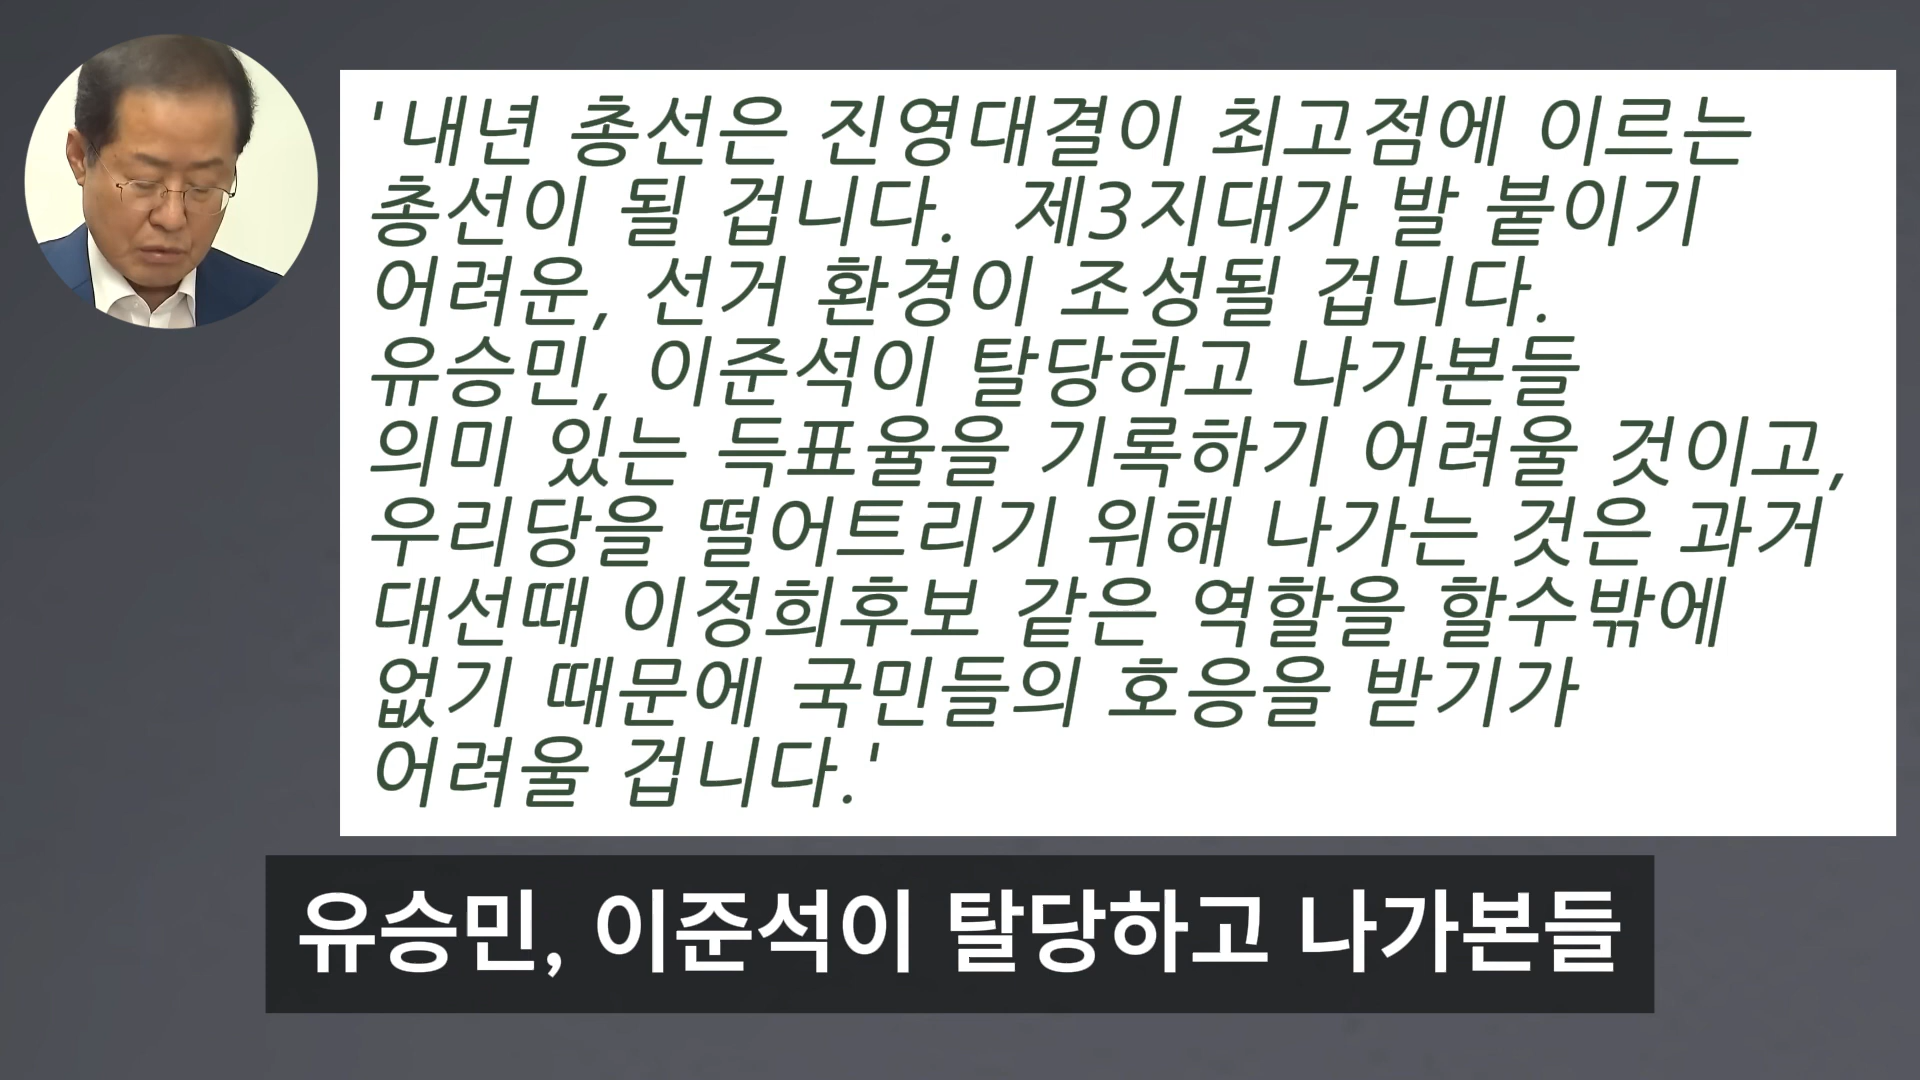 '내년 총선은 진영대결이 최고점에 이르는
총선이 될 겁니다. 제3지대가 발 붙이기
어려운, 선거 환경이 조성될 겁니다.
유승민, 이준석이 탈당하고 나가본들
의미 있는 득표율을 기록하기 어려울 것이고,
우리당을 떨어트리기 위해 나가는 것은 과거
대선때 이정희후보 같은 역할을 할수밖에
없기 때문에 국민들의 호응을 받기가
어려울 겁니다.'
유승민, 이준석이 탈당하고 나가본들